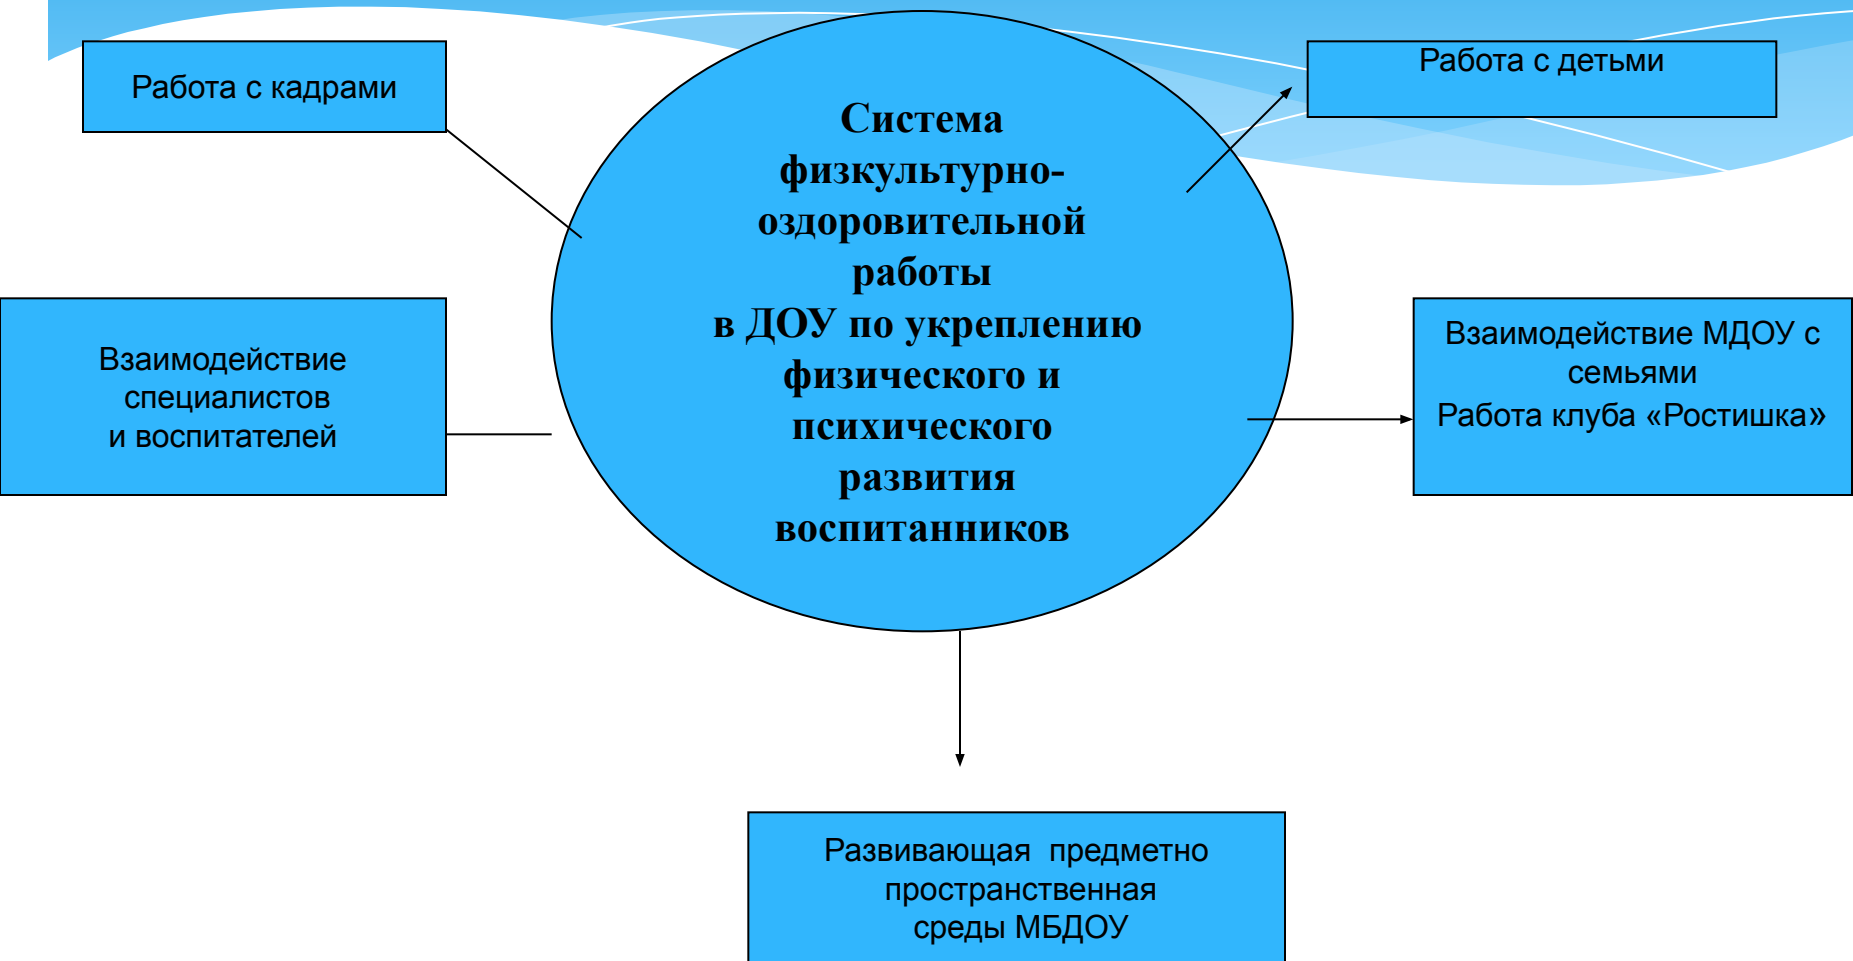 Работа с кадрами
Система
физкультурно-
оздоровительной
работы
в ДОУ по укреплению
физического и
психического
развития
воспитанников
Работа с детьми
Взаимодействие
специалистов
и воспитателей
Взаимодействие МДОУ с
семьями
Работа клуба «Ростишка»
Развивающая предметно
пространственная
среды МБДОУ